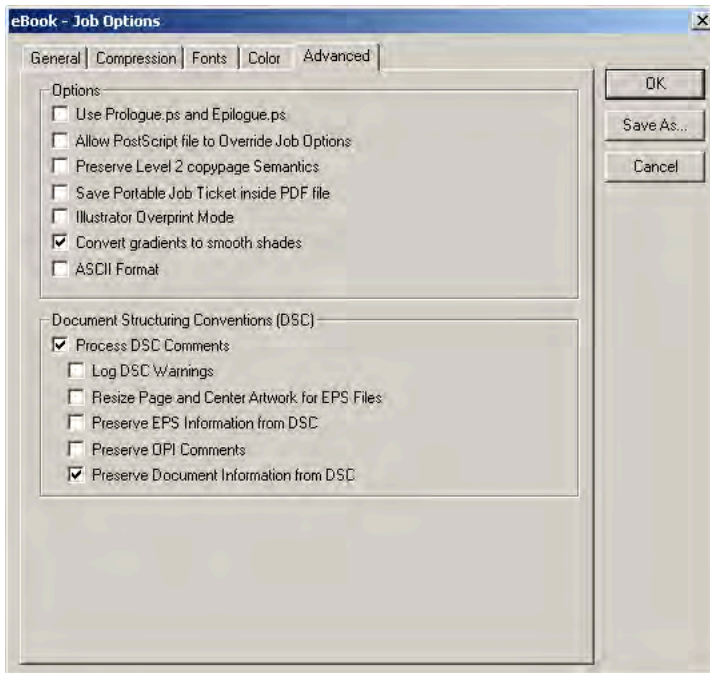 eBook - Job Options
General Compression Fonts Color Advanced
Options
Use Prologue.ps and Epilogue.ps
Allow PostScript file to Override Job Options
Preserve Level 2 copypage Semantics
Save Portable Job Ticket inside PDF file
Illustrator Overprint Mode
Convert gradients to smooth shades
ASCII Format
Document Structuring Conventions (DSC)
Process DSC Comments
Log DSC Warnings
Resize Page and Center Artwork for EPS Files
Preserve EPS Information from DSC
Preserve OPI Comments
Preserve Document Information from DSC
OK
Save As...
Cancel